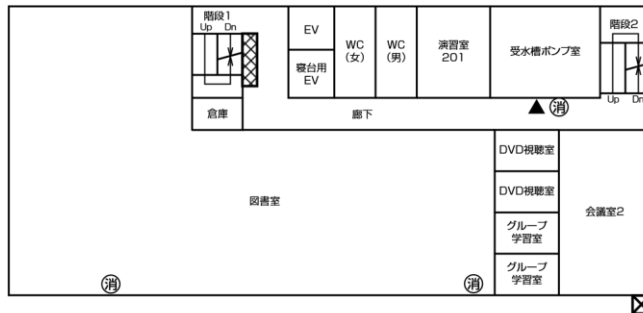 階段1
Up Dn
EV
寝台用
EV
WC
(女)
WC
(男)
演習室
201
受水槽ポンプ室
階段2
Up Dn
倉庫
廊下
消
DVD視聴室
DVD視聴室
図書室
会議室2
グループ
学習室
グループ
学習室
消
消